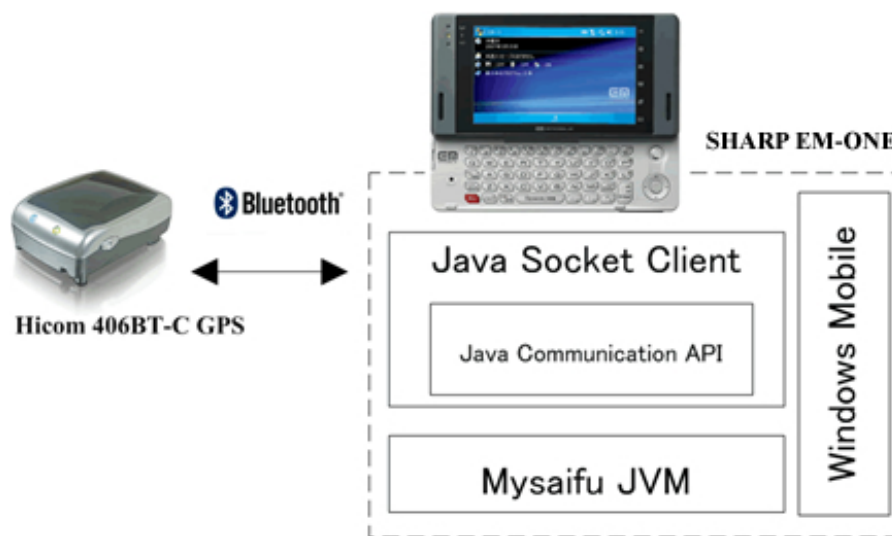 SHARP EM-ONE
Bluetooth
Hicom 406BT-C GPS
Java Socket Client
Java Communication API
Mysaifu JVM
Windows Mobile